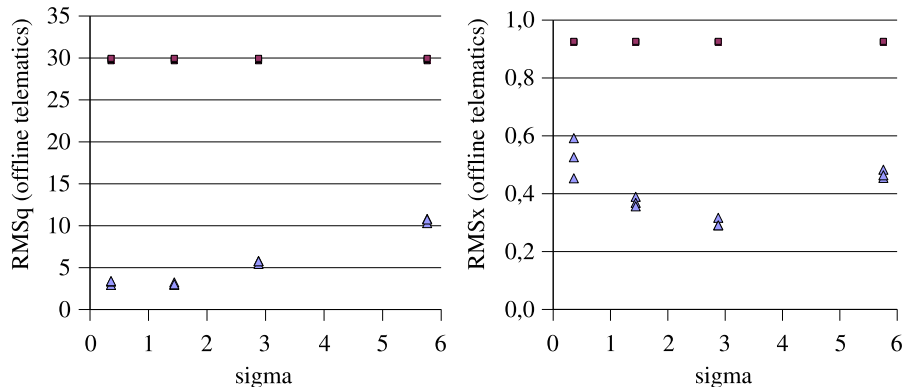 RMSq (offline telematics)
35
30
25
20
15
10
5
0
0 1 2 3 4 5 6
sigma
RMSx (offline telematics)
1,0
0,8
0,6
0,4
0,2
0,0
0 1 2 3 4 5 6
sigma